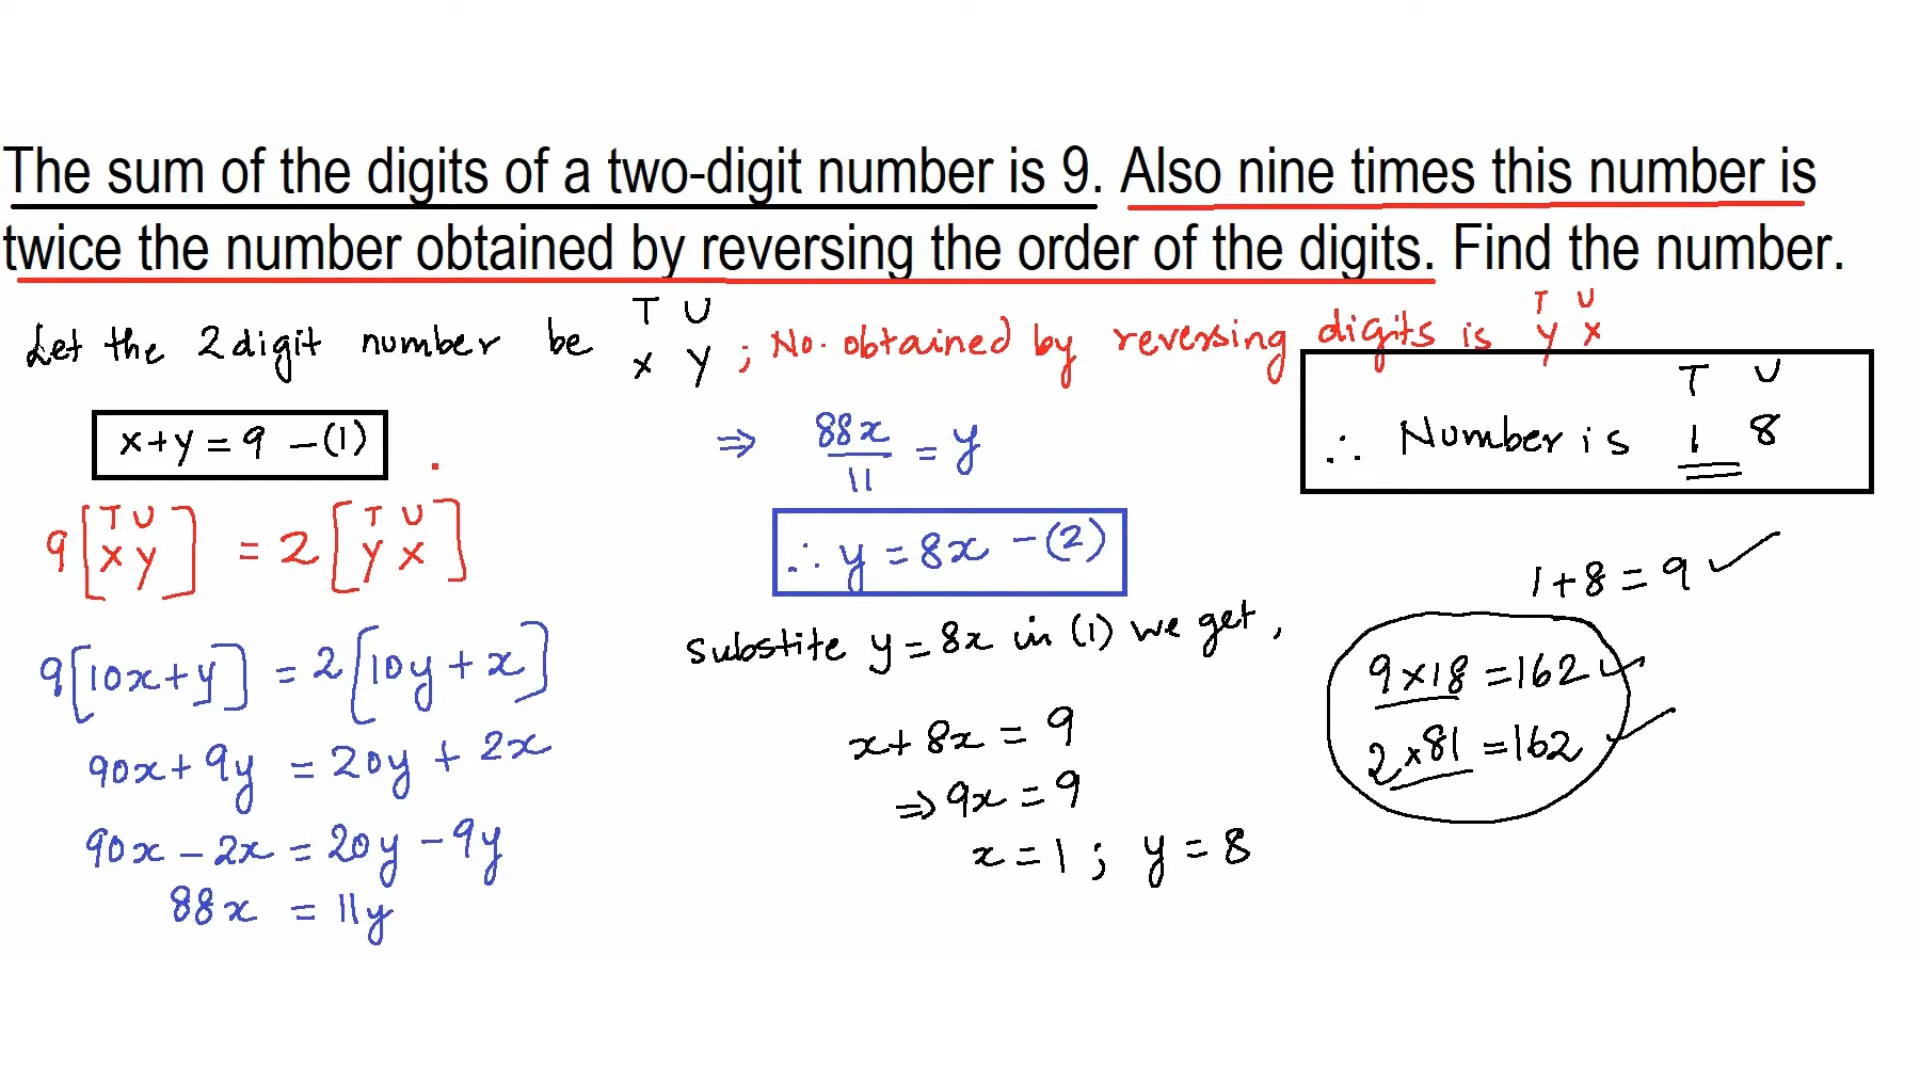 The sum of the digits of a two-digit number is 9. Also nine times this number is
twice the number obtained by reversing the order of the digits. Find the number.
T U
Let the 2 digit number be x y ; No. obtained by reversing digits is
T U
y x
x+y = 9 – (1)
9[T U
x y] = 2[T U
y x]
9[10x+y] = 2[10y+x]
90x+9y = 20y + 2x
90x – 2x = 20y – 9y
88x = 11y
⇒ 88x/11 = y
∴ y = 8x – (2)
Substite y = 8x in (1) we get,
x+ 8x = 9
⇒ 9x = 9
x = 1 ; y = 8
T U
∴ Number is 1 8
1+8 = 9 ✓
9×18 = 162 ✓
2×81 = 162 ✓